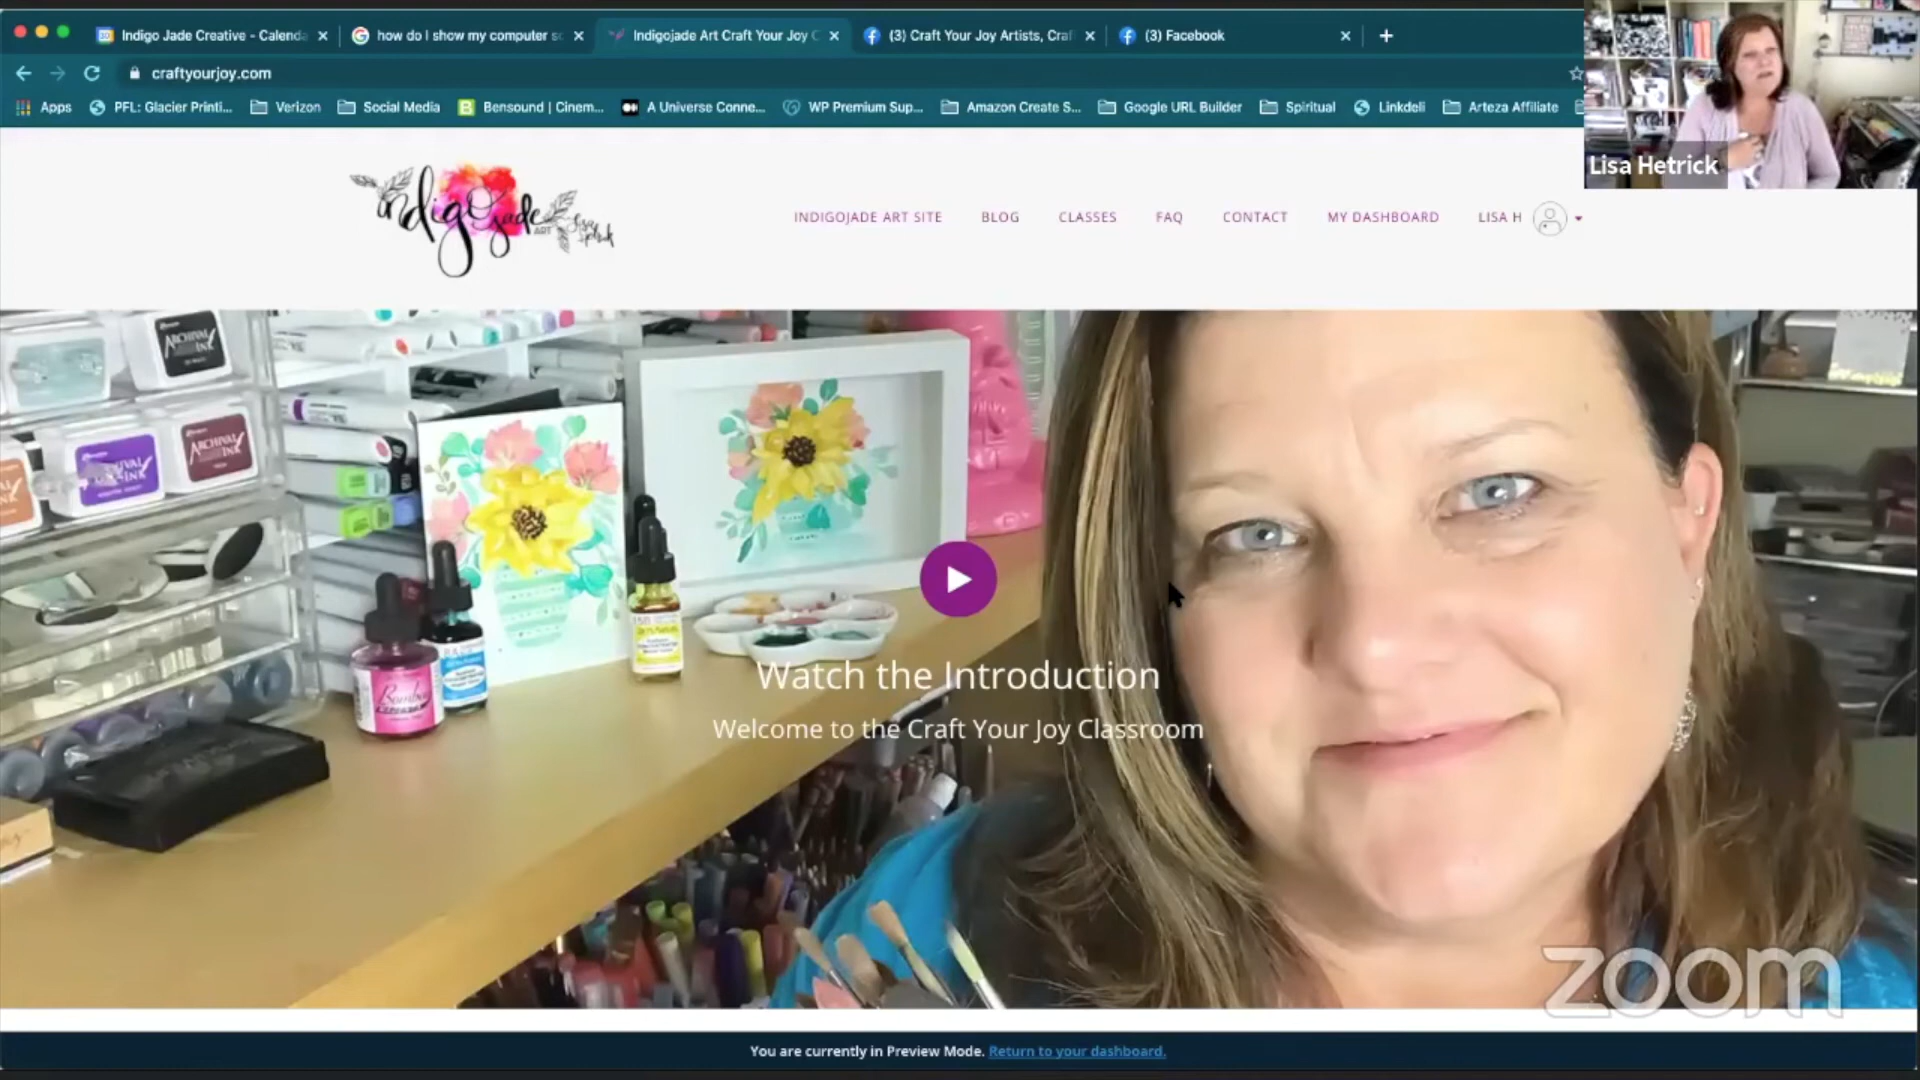 Indigo Jade Creative - Calenda
how do I show my computer sc
Indigojade Art Craft Your Joy C
(3) Craft Your Joy Artists, Craf
(3) Facebook
craftyourjoy.com
Apps
PFL: Glacier Printi...
Verizon
Social Media
Bensound | Cinem...
A Universe Conne...
WP Premium Sup...
Amazon Create S...
Google URL Builder
Spiritual
Linkdeli
Arteza Affiliate
Lisa Hetrick
indigojade
ART
INDIGOJADE ART SITE
BLOG
CLASSES
FAQ
CONTACT
MY DASHBOARD
LISA H
ARCHIVAL
INK
ARCHIVAL
INK
Watch the Introduction
Welcome to the Craft Your Joy Classroom
zoom
You are currently in Preview Mode. Return to your dashboard.